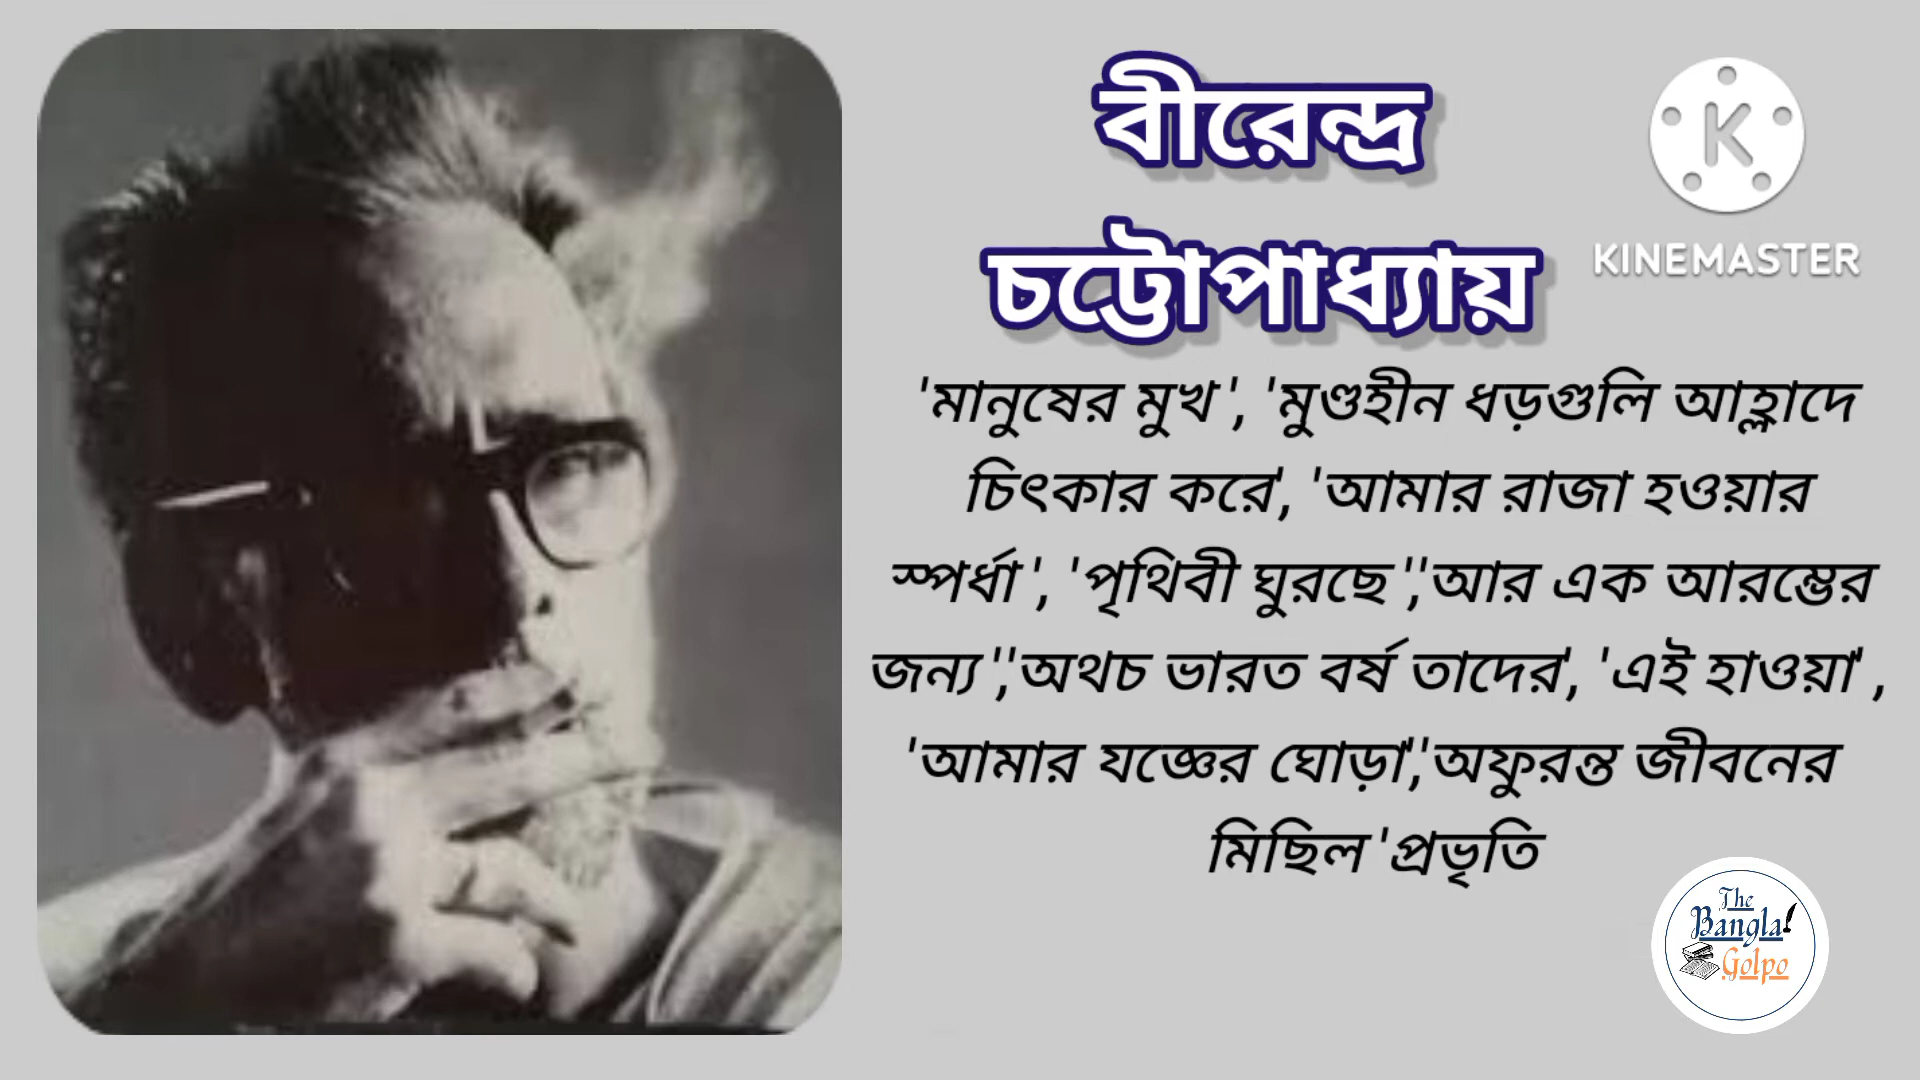 বীরেন্দ্র
চট্টোপাধ্যায়
K
KINEMASTER
'মানুষের মুখ', 'মুণ্ডহীন ধড়গুলি আহ্লাদে
চিৎকার করে', 'আমার রাজা হওয়ার
স্পর্ধা', 'পৃথিবী ঘুরছে','আর এক আরম্ভের
জন্য','অথচ ভারত বর্ষ তাদের', 'এই হাওয়া',
'আমার যজ্ঞের ঘোড়া','অফুরন্ত জীবনের
মিছিল'প্রভৃতি
The
Bangla
Golpo